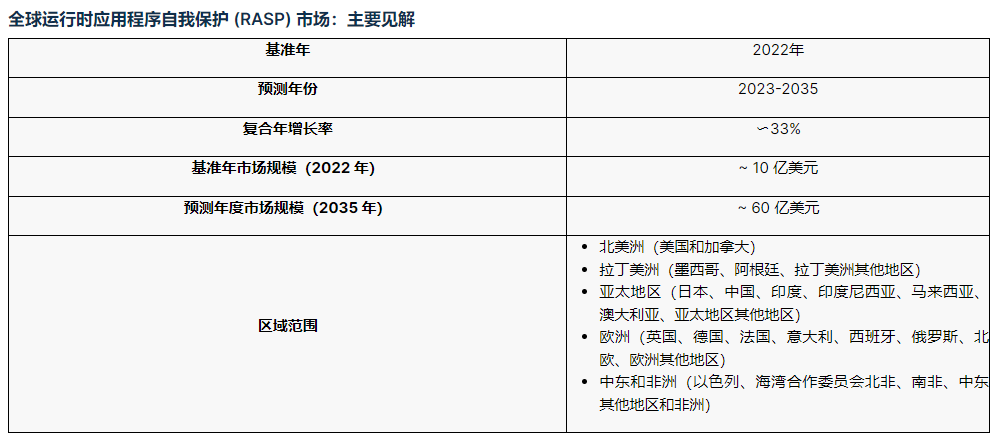 全球运行时应用程序自我保护 (RASP) 市场：主要见解
基准年
2022年
预测年份
2023-2035
复合年增长率
∽33%
基准年市场规模（2022 年）
~ 10 亿美元
预测年度市场规模（2035 年）
~ 60 亿美元
区域范围
• 北美洲（美国和加拿大）
• 拉丁美洲（墨西哥、阿根廷、拉丁美洲其他地区）
• 亚太地区（日本、中国、印度、印度尼西亚、马来西亚、
澳大利亚、亚太地区其他地区）
• 欧洲（英国、德国、法国、意大利、西班牙、俄罗斯、北
欧、欧洲其他地区）
• 中东和非洲（以色列、海湾合作委员会北非、南非、中东
其他地区和非洲）